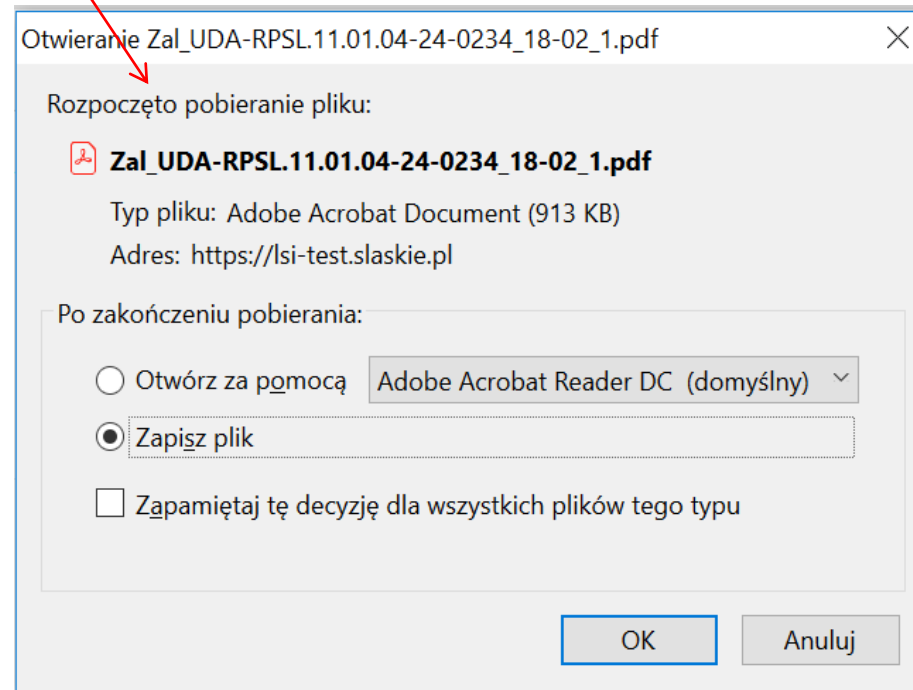 Otwieranie Zal_UDA-RPSL.11.01.04-24-0234_18-02_1.pdf
Rozpoczęto pobieranie pliku:
Zal_UDA-RPSL.11.01.04-24-0234_18-02_1.pdf
Typ pliku: Adobe Acrobat Document (913 KB)
Adres: https://lsi-test.slaskie.pl
Po zakończeniu pobierania:
Otwórz za pomocą Adobe Acrobat Reader DC (domyślny)
Zapisz plik
Zapamiętaj tę decyzję dla wszystkich plików tego typu
OK Anuluj